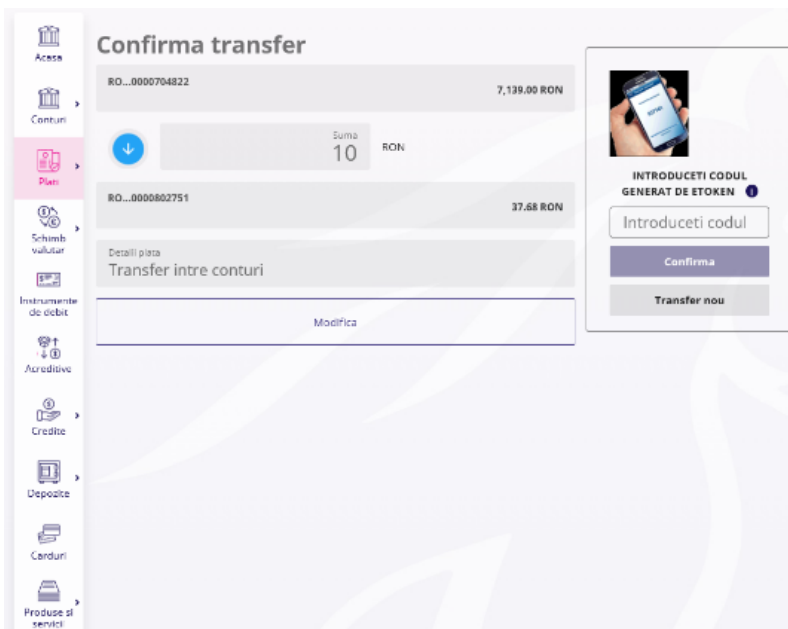 Acasa
Conturi
Plati
Schimb
valutar
Instrumente
de debit
Acreditive
Credite
Depozite
Carduri
Produse si
servicii
Confirma transfer
RO...0000704822
7,139.00 RON
Suma
10 RON
RO...0000802751
37.68 RON
Detalii plata
Transfer intre conturi
Modifica
INTRODUCETI CODUL
GENERAT DE ETOKEN
Introduceti codul
Confirma
Transfer nou